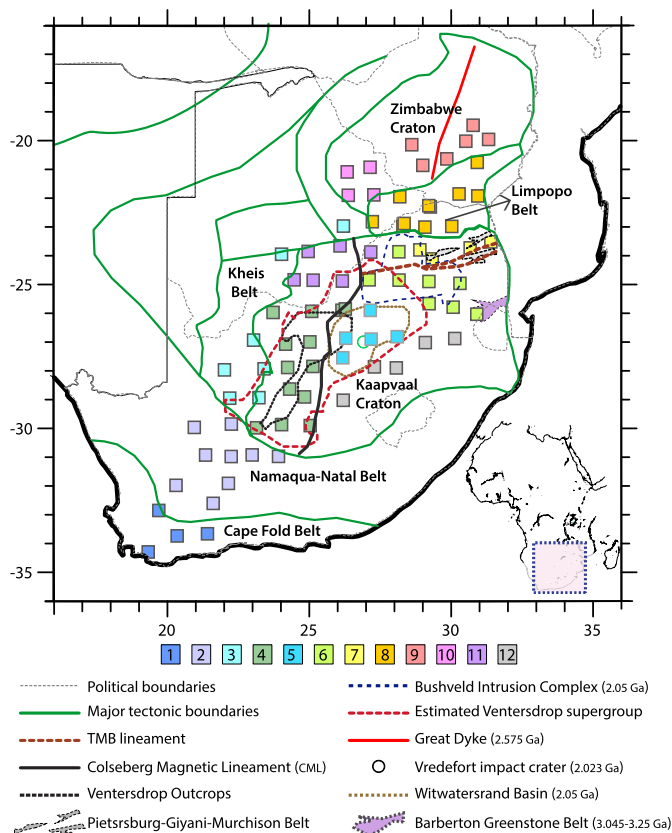 Zimbabwe
Craton
-20
Limpopo
Belt
-25
Kheis
Belt
Kaapvaal
Craton
-30
Namaqua-Natal Belt
Cape Fold Belt
-35
20 25 30 35
1 2 3 4 5 6 7 8 9 10 11 12
Political boundaries
Bushveld Intrusion Complex (2.05 Ga)
Major tectonic boundaries
Estimated Ventersdrop supergroup
TMB lineament
Great Dyke (2.575 Ga)
Colseberg Magnetic Lineament (CML)
Vredefort impact crater (2.023 Ga)
Ventersdrop Outcrops
Witwatersrand Basin (2.05 Ga)
Pietsrsburg-Giyani-Murchison Belt
Barberton Greenstone Belt (3.045-3.25 Ga)